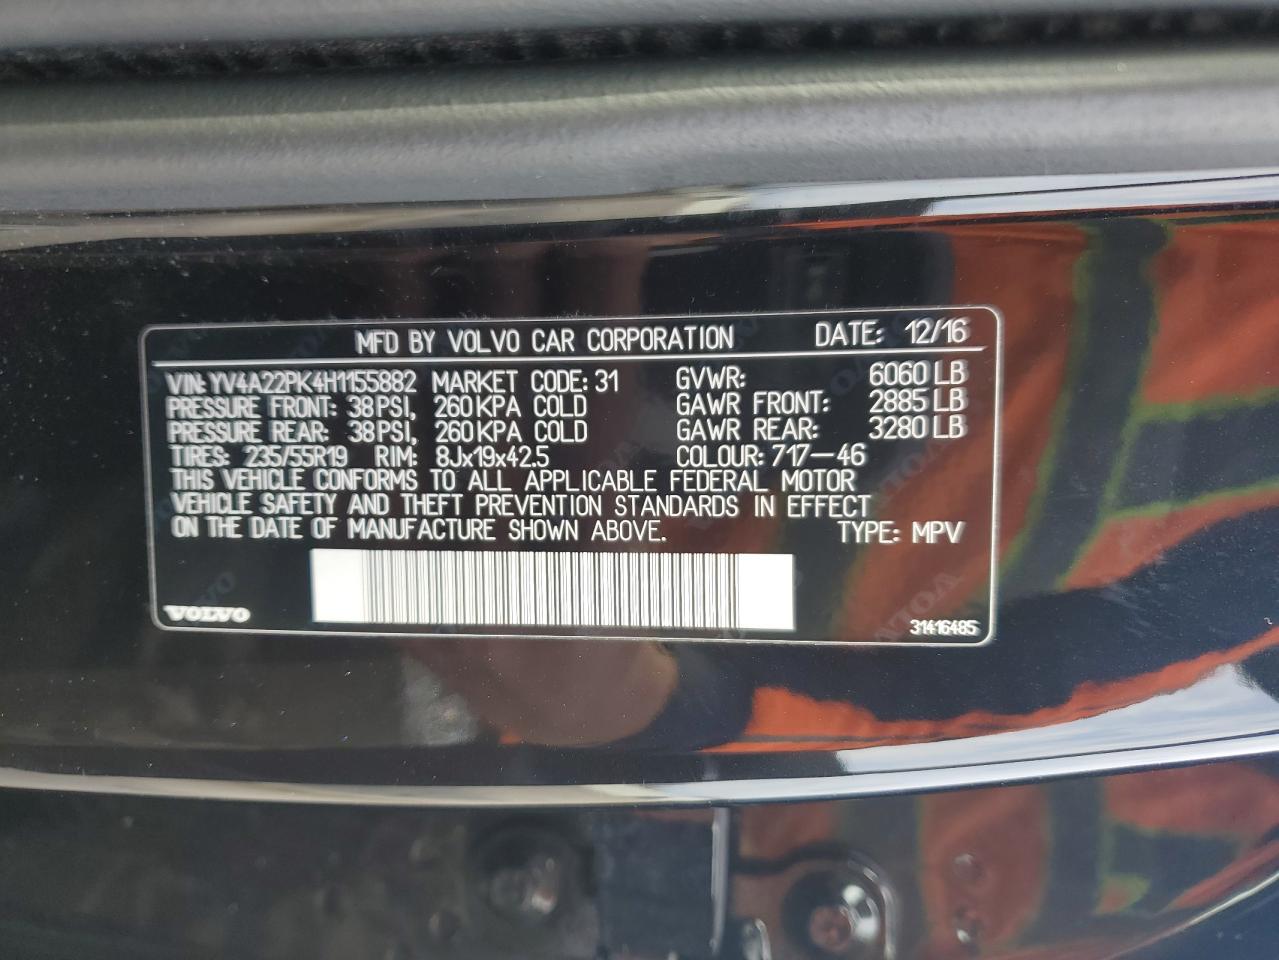 MFD BY VOLVO CAR CORPORATION DATE: 12/16
VIN: YV4A22PK4H1155882 MARKET CODE: 31 GVWR: 6060 LB
PRESSURE FRONT: 38 PSI, 260 KPA COLD GAWR FRONT: 2885 LB
PRESSURE REAR: 38 PSI, 260 KPA COLD GAWR REAR: 3280 LB
TIRES: 235/55R19 RIM: 8Jx19x42.5 COLOUR: 717-46
THIS VEHICLE CONFORMS TO ALL APPLICABLE FEDERAL MOTOR
VEHICLE SAFETY AND THEFT PREVENTION STANDARDS IN EFFECT
ON THE DATE OF MANUFACTURE SHOWN ABOVE. TYPE: MPV
VOLVO 31416485